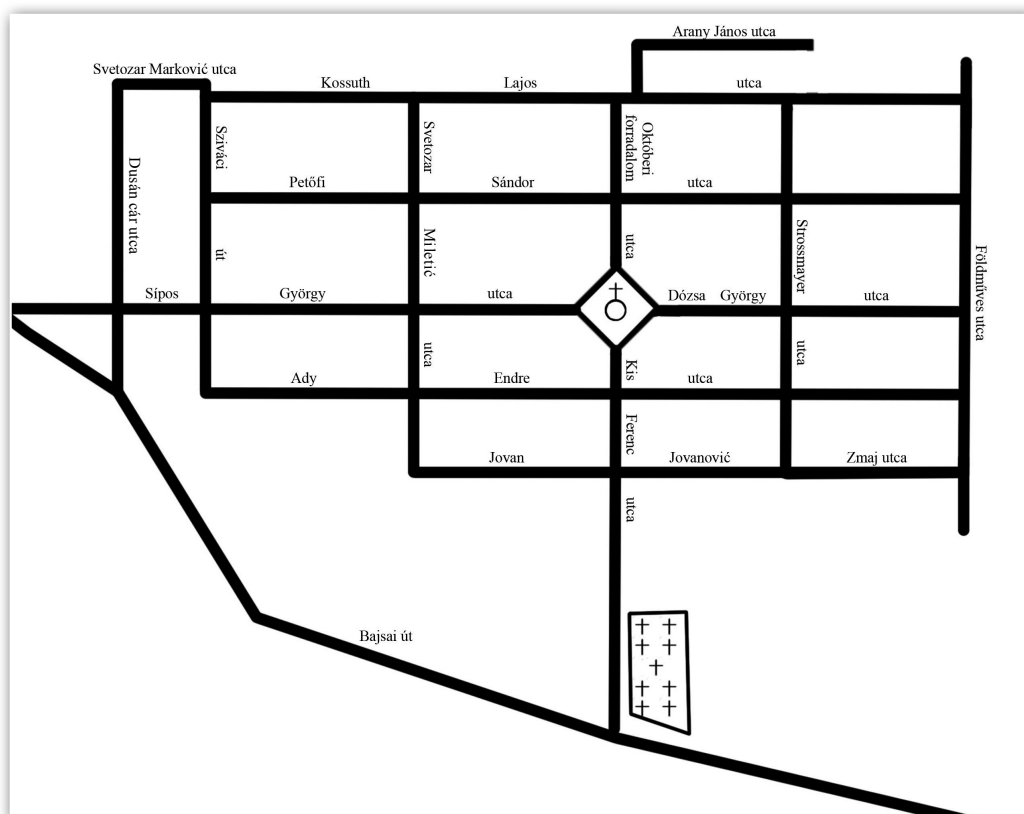 Arany János utca
Svetozar Marković utca
Kossuth Lajos utca
Sziváci út
Svetozar Miletić utca
Októberi forradalom utca
Dusán cár utca
Petőfi Sándor utca
Strossmayer utca
Földműves utca
Sípos György utca
Dózsa György utca
Kis Ferenc utca
Ady Endre utca
Jovan Jovanović Zmaj utca
Bajsai út